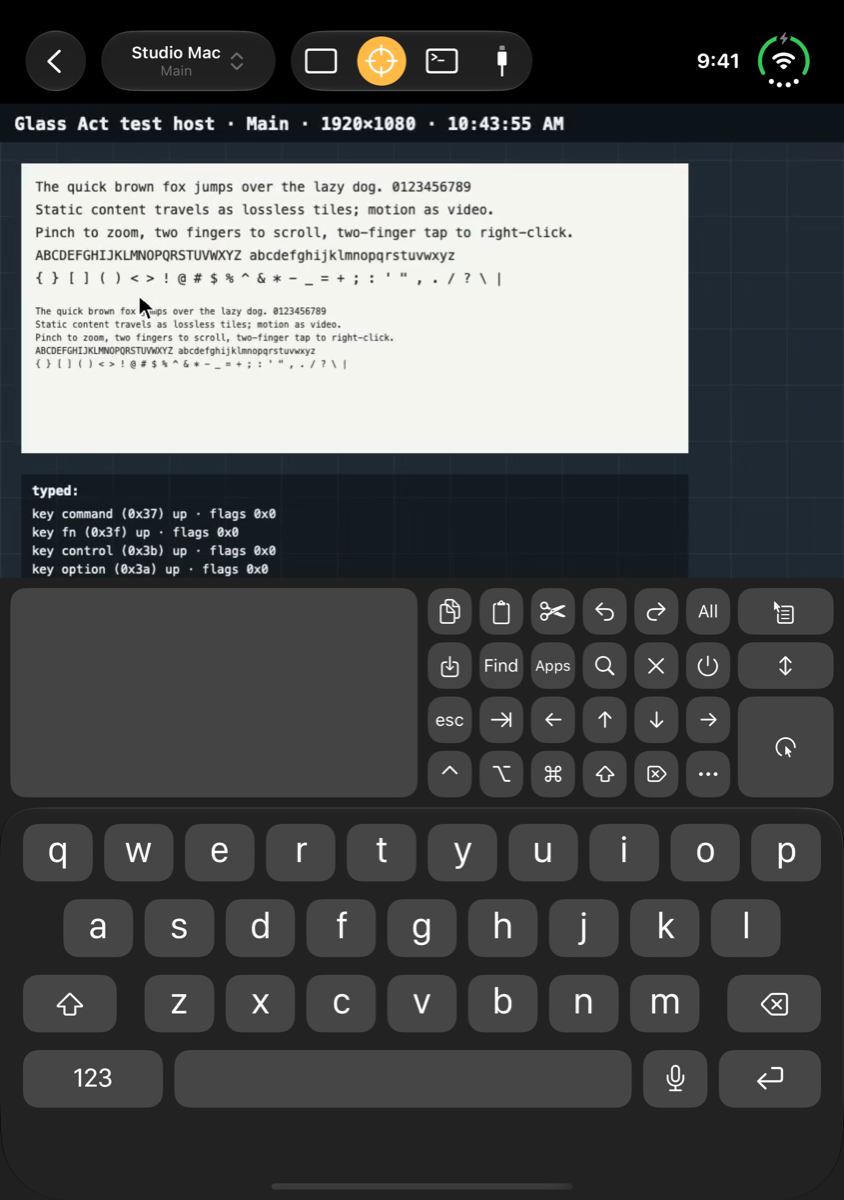 Studio Mac
Main
9:41
Glass Act test host · Main · 1920×1080 · 10:43:55 AM
The quick brown fox jumps over the lazy dog. 0123456789
Static content travels as lossless tiles; motion as video.
Pinch to zoom, two fingers to scroll, two-finger tap to right-click.
ABCDEFGHIJKLMNOPQRSTUVWXYZ abcdefghijklmnopqrstuvwxyz
{ } [ ] ( ) < > ! @ # $ % ^ & * − _ = + ; : ' " , . / ? \ |
The quick brown fox over the lazy dog. 0123456789
Static content travels as lossless tiles; motion as video.
Pinch to zoom, two fingers to scroll, two-finger tap to right-click.
ABCDEFGHIJKLMNOPQRSTUVWXYZ abcdefghijklmnopqrstuvwxyz
{ } [ ] ( ) < > ! @ # $ % ^ & * − _ = + ; : ' " , . / ? \ |
typed:
key command (0x37) up · flags 0x0
key fn (0x3f) up · flags 0x0
key control (0x3b) up · flags 0x0
key option (0x3a) up · flags 0x0
All
Find Apps
esc
q w e r t y u i o p
a s d f g h j k l
z x c v b n m
123